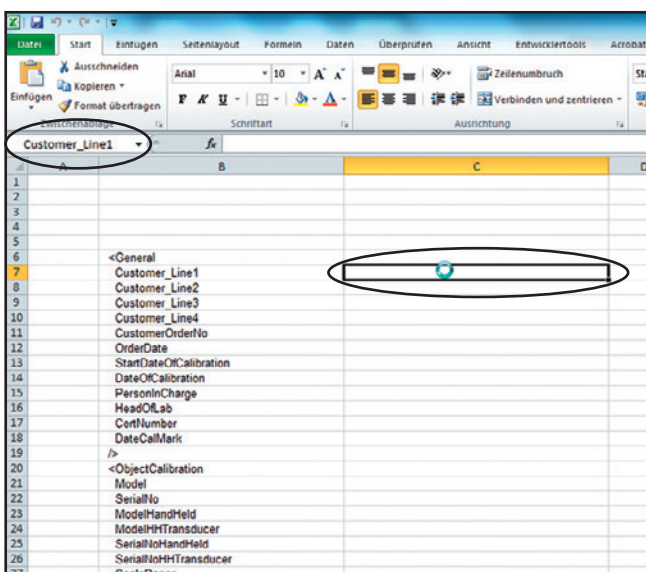 Datei Start Einfügen Seitenlayout Formeln Daten Überprüfen Ansicht Entwicklertools Acrobat
Einfügen
Ausschneiden
Kopieren
Format übertragen
Zwischenablage
Arial 10 A A
F K U A
Schriftart
Zeilenumbruch
Verbinden und zentrieren
Ausrichtung
Customer_Line1 fx
A B C
1
2
3
4
5
6 <General
7 Customer_Line1
8 Customer_Line2
9 Customer_Line3
10 Customer_Line4
11 CustomerOrderNo
12 OrderDate
13 StartDateOfCalibration
14 DateOfCalibration
15 PersonInCharge
16 HeadOfLab
17 CertNumber
18 DateCalMark
19 />
20 <ObjectCalibration
21 Model
22 SerialNo
23 ModelHandHeld
24 ModelHHTransducer
25 SerialNoHandHeld
26 SerialNoHHTransducer